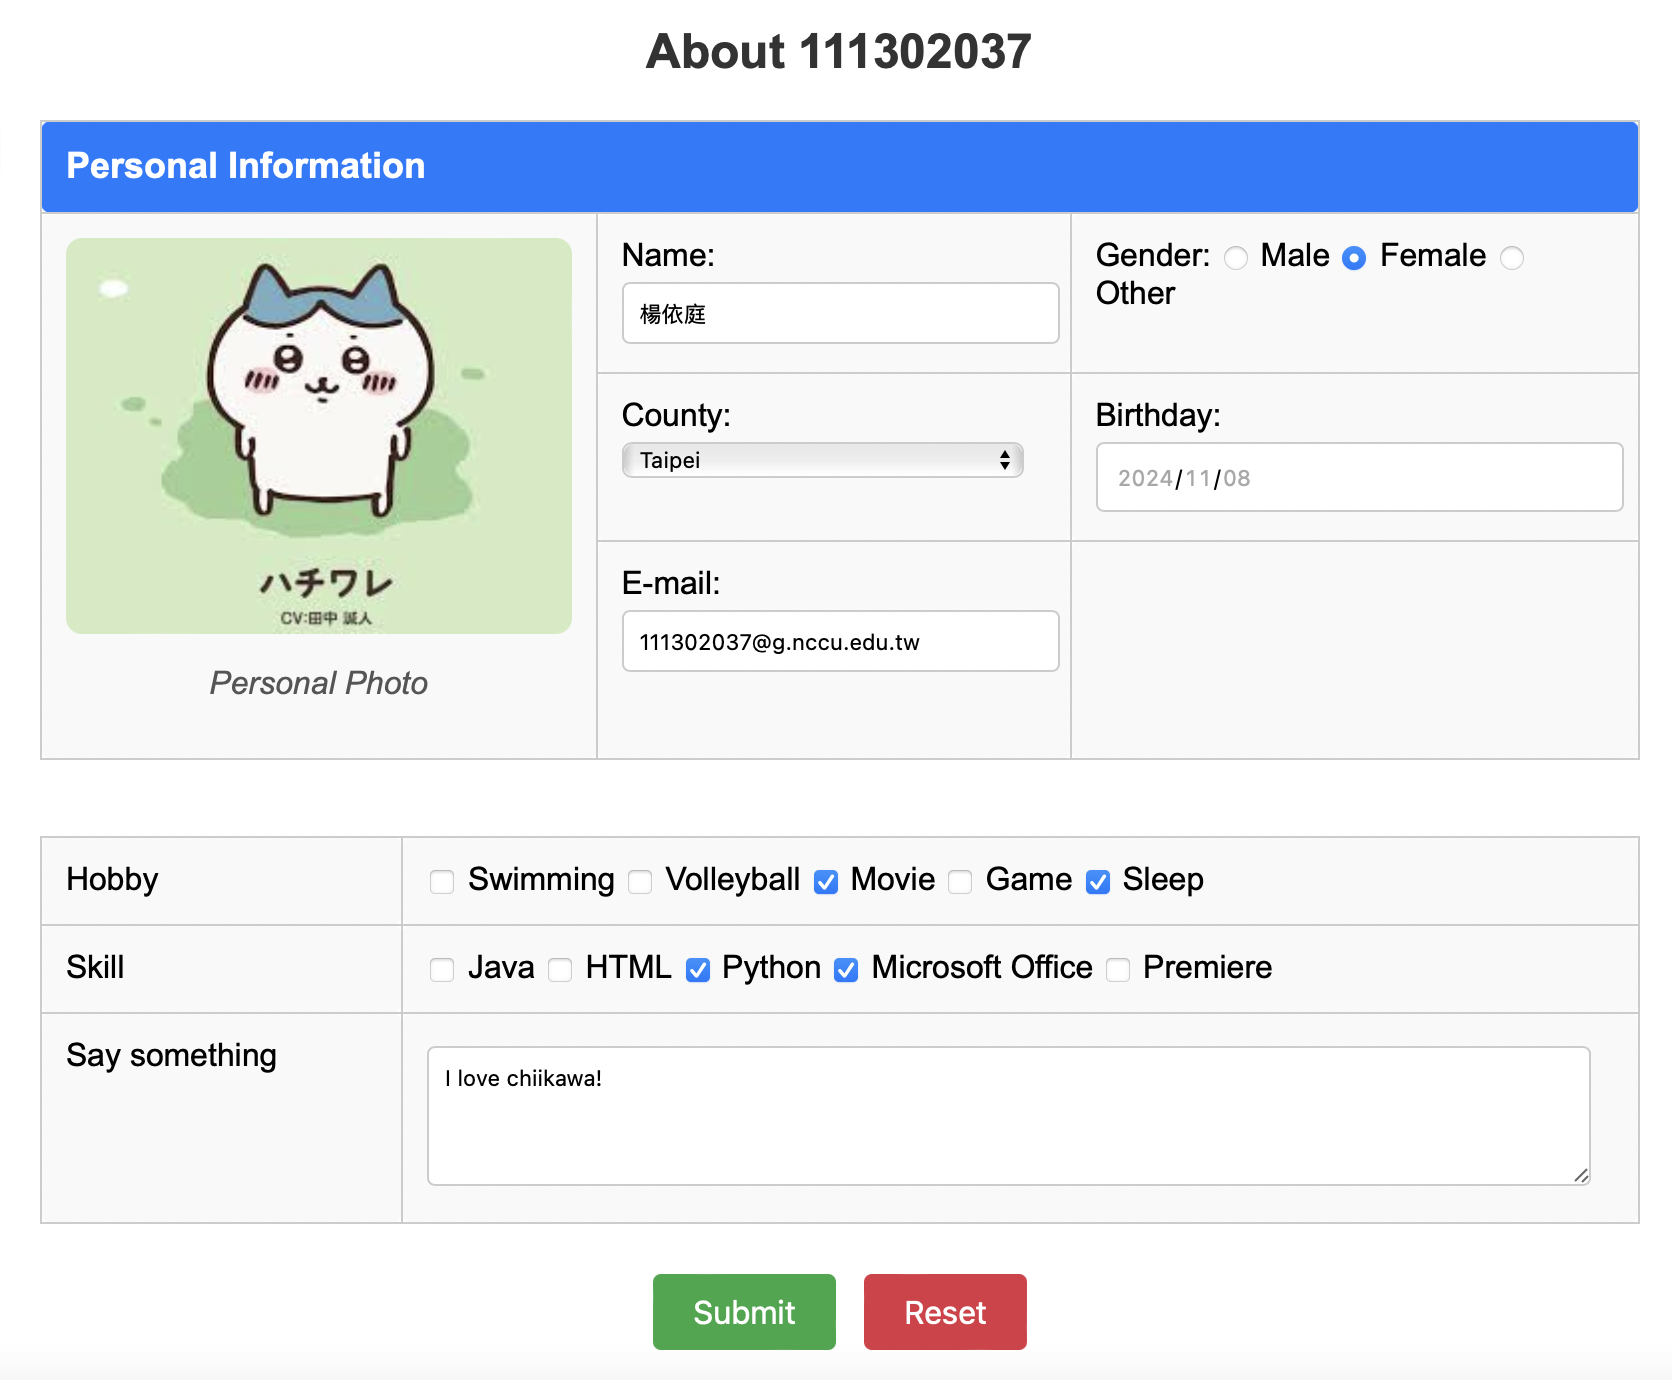 About 111302037
Personal Information
ハチワレ
CV:田中 誠人
Personal Photo
Name:
楊依庭
Gender: Male Female
Other
County:
Taipei
Birthday:
2024/11/08
E-mail:
111302037@g.nccu.edu.tw
Hobby
Swimming Volleyball Movie Game Sleep
Skill
Java HTML Python Microsoft Office Premiere
Say something
I love chiikawa!
Submit
Reset